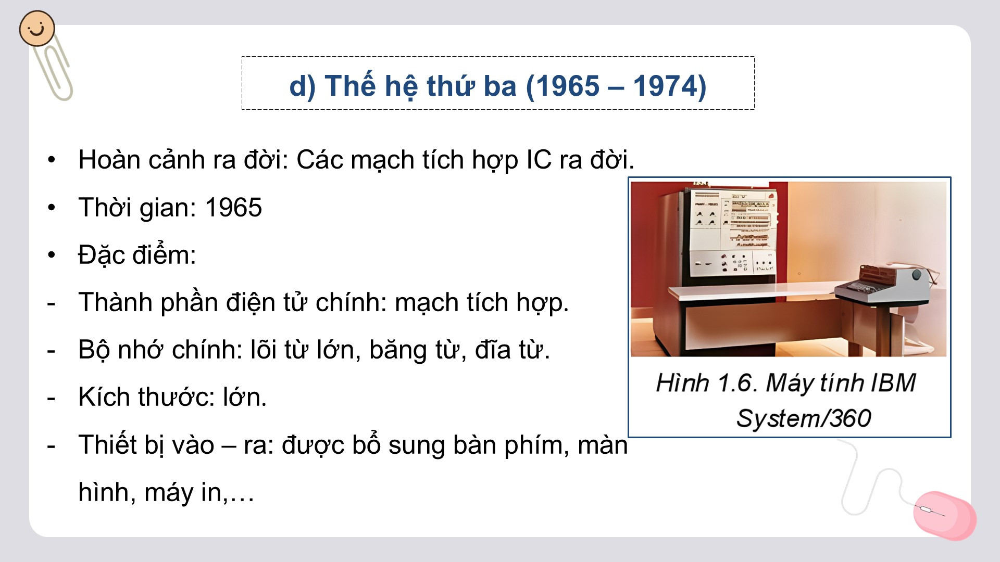 d) Thế hệ thứ ba (1965 – 1974)
• Hoàn cảnh ra đời: Các mạch tích hợp IC ra đời.
• Thời gian: 1965
• Đặc điểm:
- Thành phần điện tử chính: mạch tích hợp.
- Bộ nhớ chính: lõi từ lớn, băng từ, đĩa từ.
- Kích thước: lớn.
- Thiết bị vào – ra: được bổ sung bàn phím, màn
hình, máy in,…
Hình 1.6. Máy tính IBM
System/360